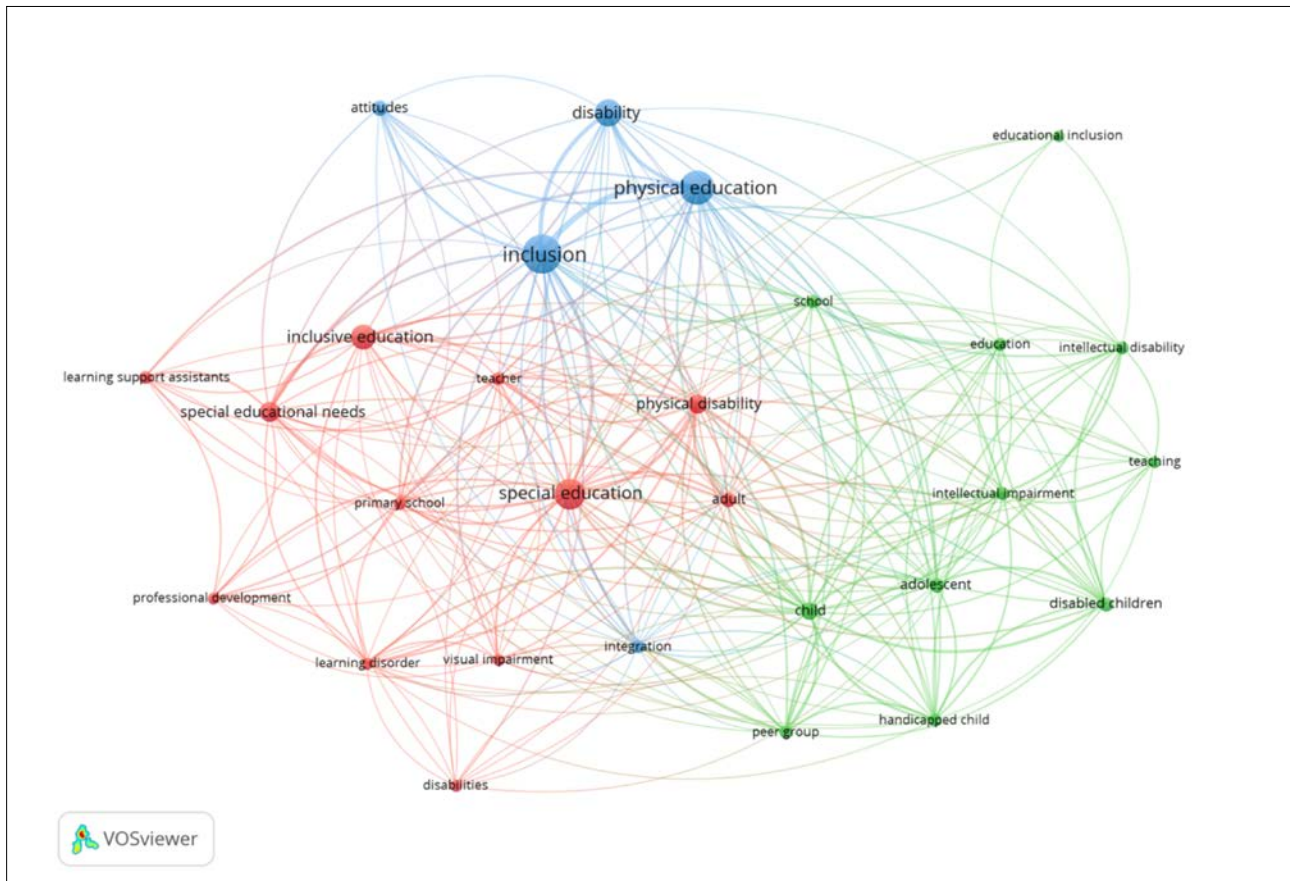 attitudes
disability
educational inclusion
physical education
inclusion
school
inclusive education
education
intellectual disability
learning support assistants
teacher
special educational needs
physical disability
teaching
special education
intellectual impairment
primary school
adult
adolescent
professional development
child
disabled children
integration
learning disorder
visual impairment
handicapped child
peer group
disabilities
VOSviewer